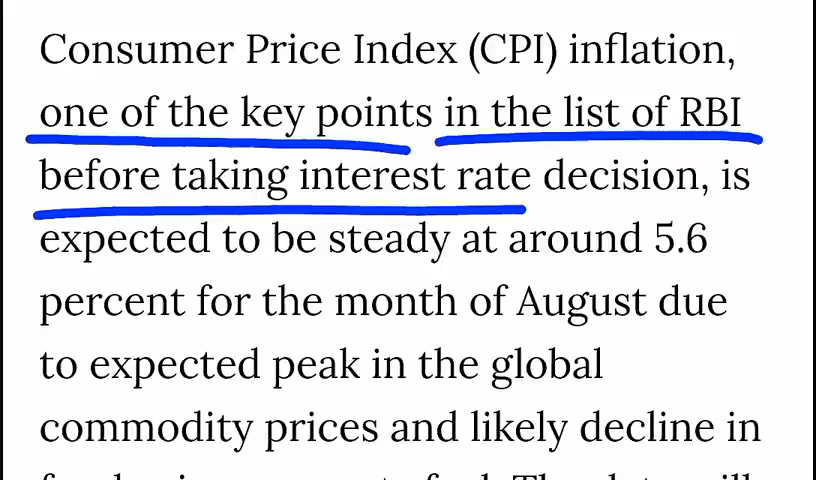 Consumer Price Index (CPI) inflation,
one of the key points in the list of RBI
before taking interest rate decision, is
expected to be steady at around 5.6
percent for the month of August due
to expected peak in the global
commodity prices and likely decline in